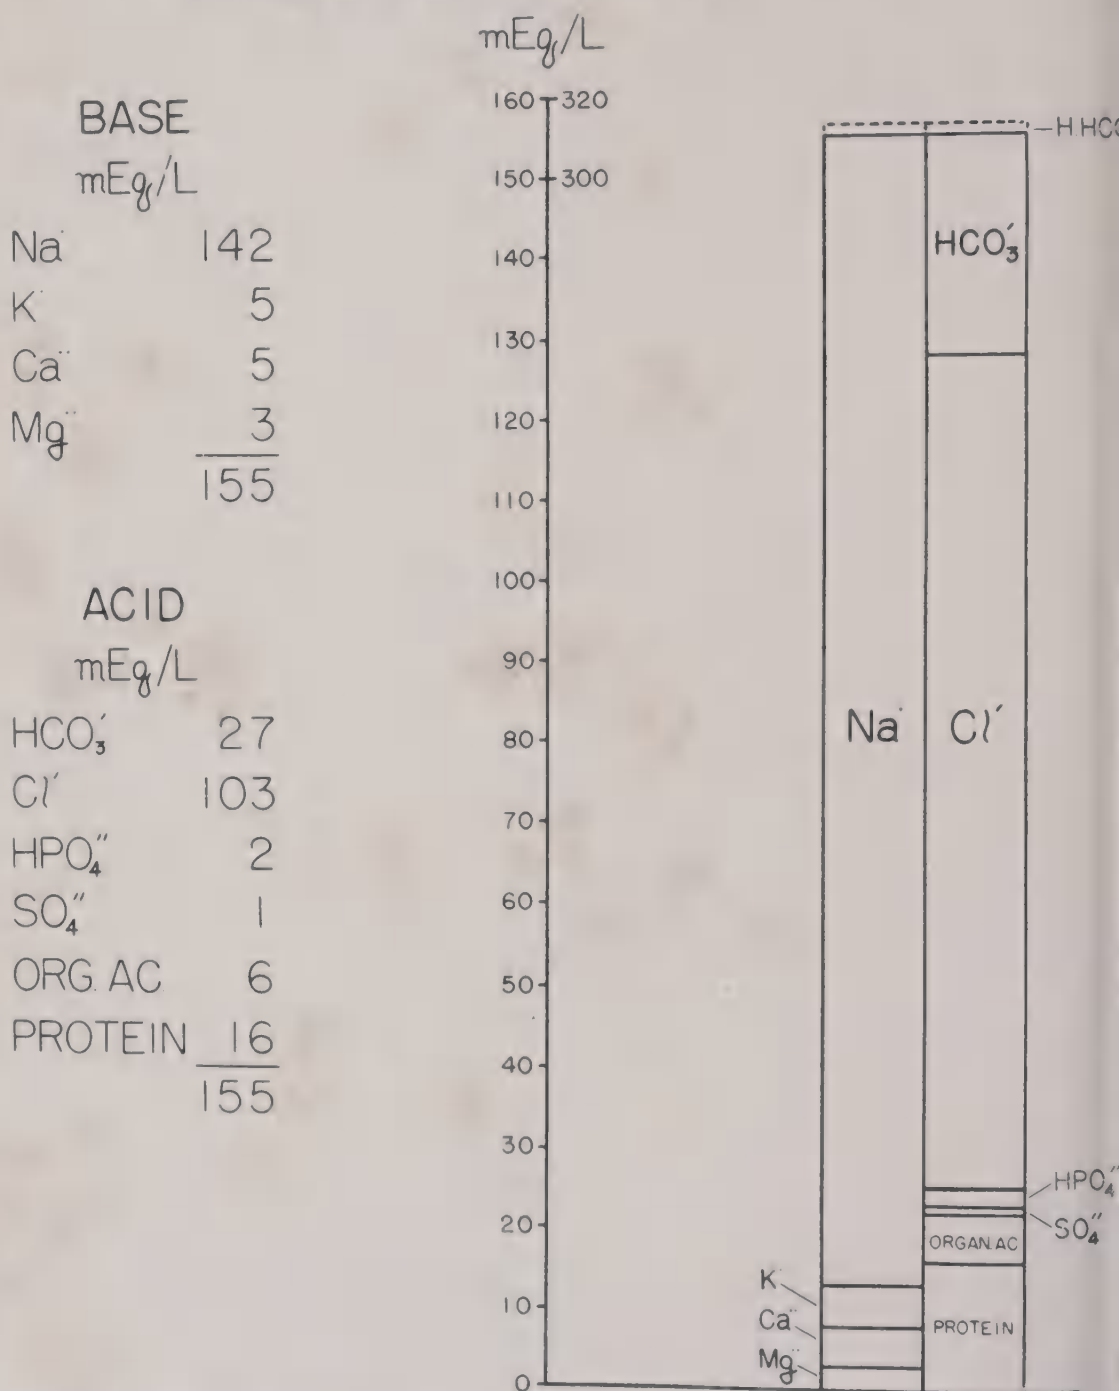 BASE
mEq/L
Na˙ 142
K˙ 5
Ca¨ 5
Mg¨ 3
155
ACID
mEq/L
HCO₃′ 27
Cl′ 103
HPO₄″ 2
SO₄″ 1
ORG. AC 6
PROTEIN 16
155
mEq/L
160 320
150 300
140
130
120
110
100
90
80
70
60
50
40
30
20
10
0
H.HCO
HCO₃′
Na˙ Cl′
HPO₄″
SO₄″
ORGAN.AC
K˙
Ca¨
PROTEIN
Mg¨